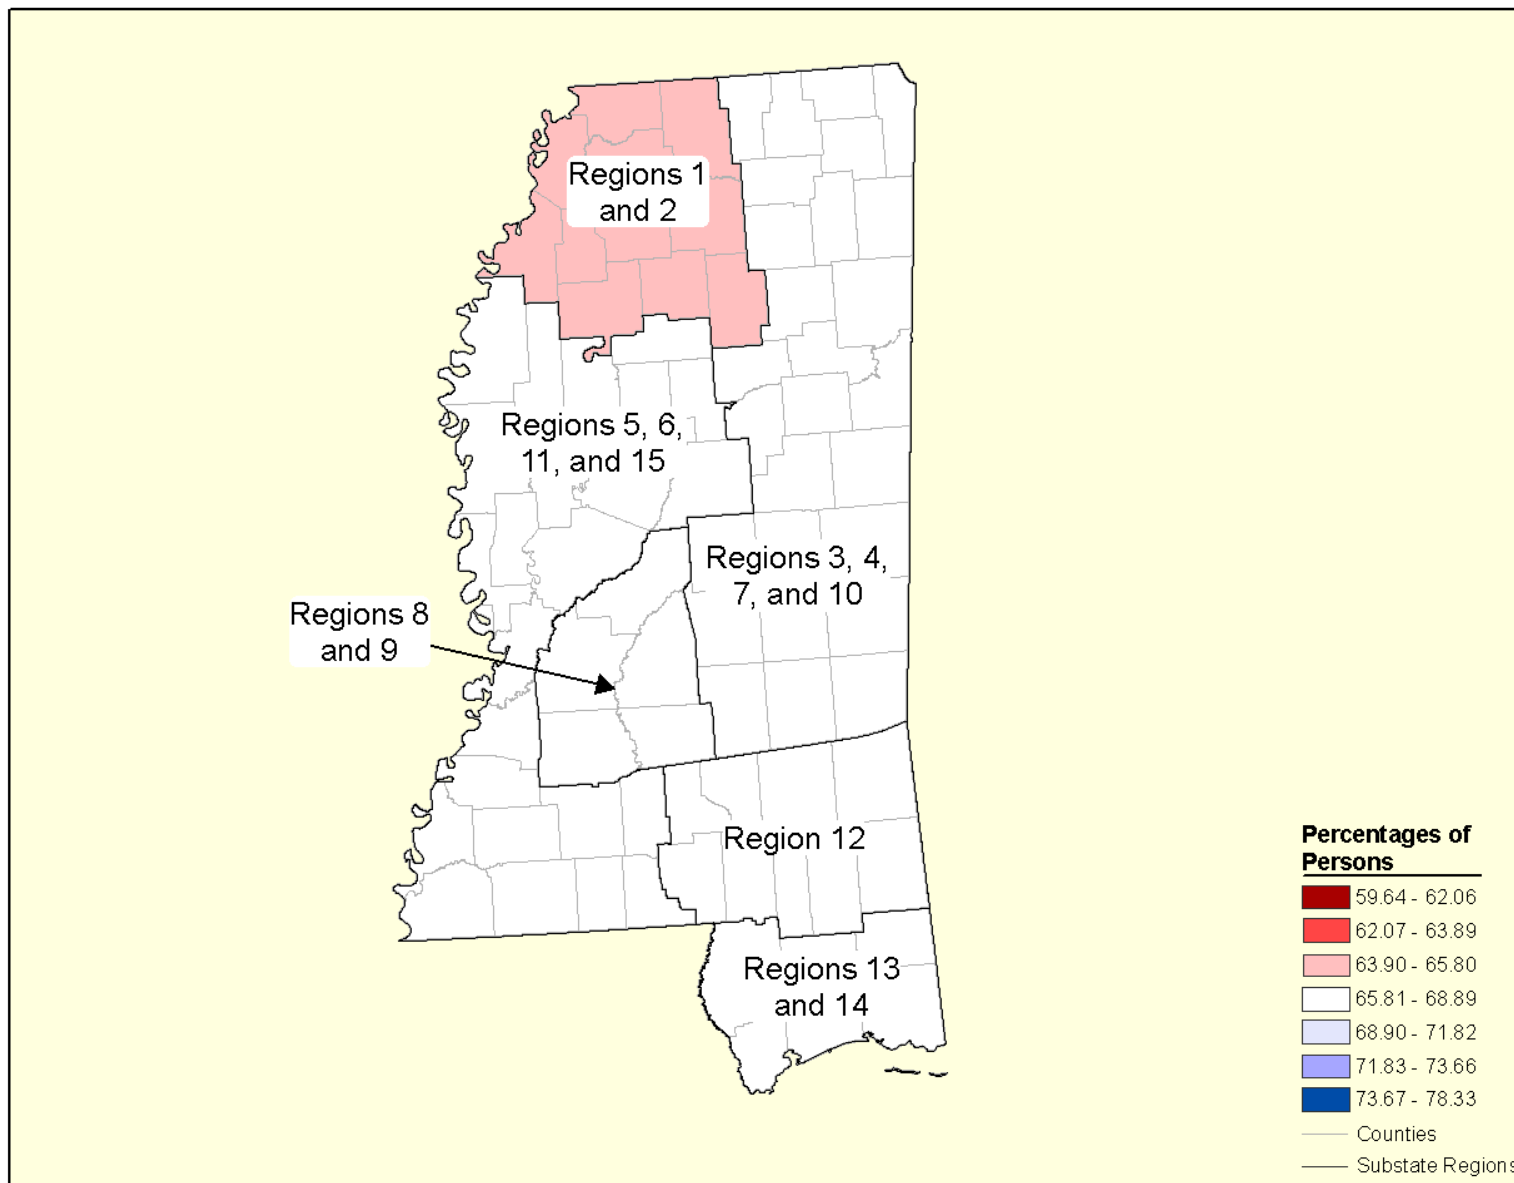 Regions 1
and 2
Regions 5, 6,
11, and 15
Regions 3, 4,
7, and 10
Regions 8
and 9
Region 12
Regions 13
and 14
Percentages of
Persons
59.64 - 62.06
62.07 - 63.89
63.90 - 65.80
65.81 - 68.89
68.90 - 71.82
71.83 - 73.66
73.67 - 78.33
Counties
Substate Regions